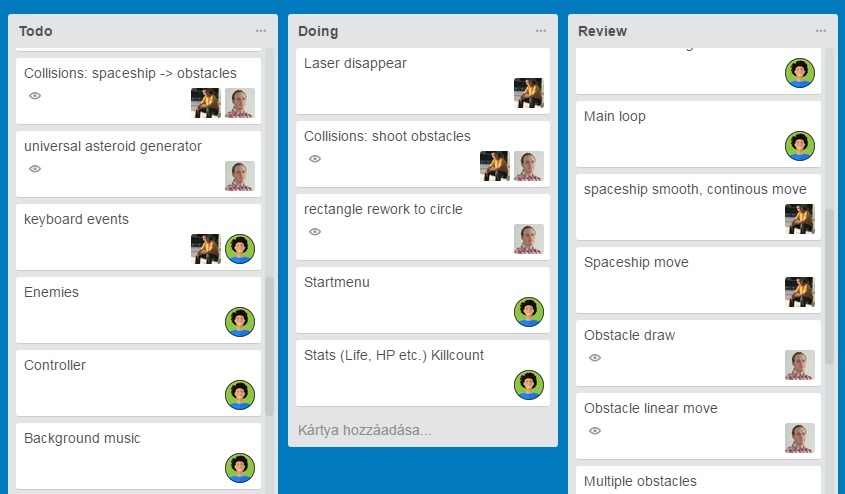 Todo
Collisions: spaceship -> obstacles
universal asteroid generator
keyboard events
Enemies
Controller
Background music
Doing
Laser disappear
Collisions: shoot obstacles
rectangle rework to circle
Startmenu
Stats (Life, HP etc.) Killcount
Kártya hozzáadása...
Review
Main loop
spaceship smooth, continous move
Spaceship move
Obstacle draw
Obstacle linear move
Multiple obstacles